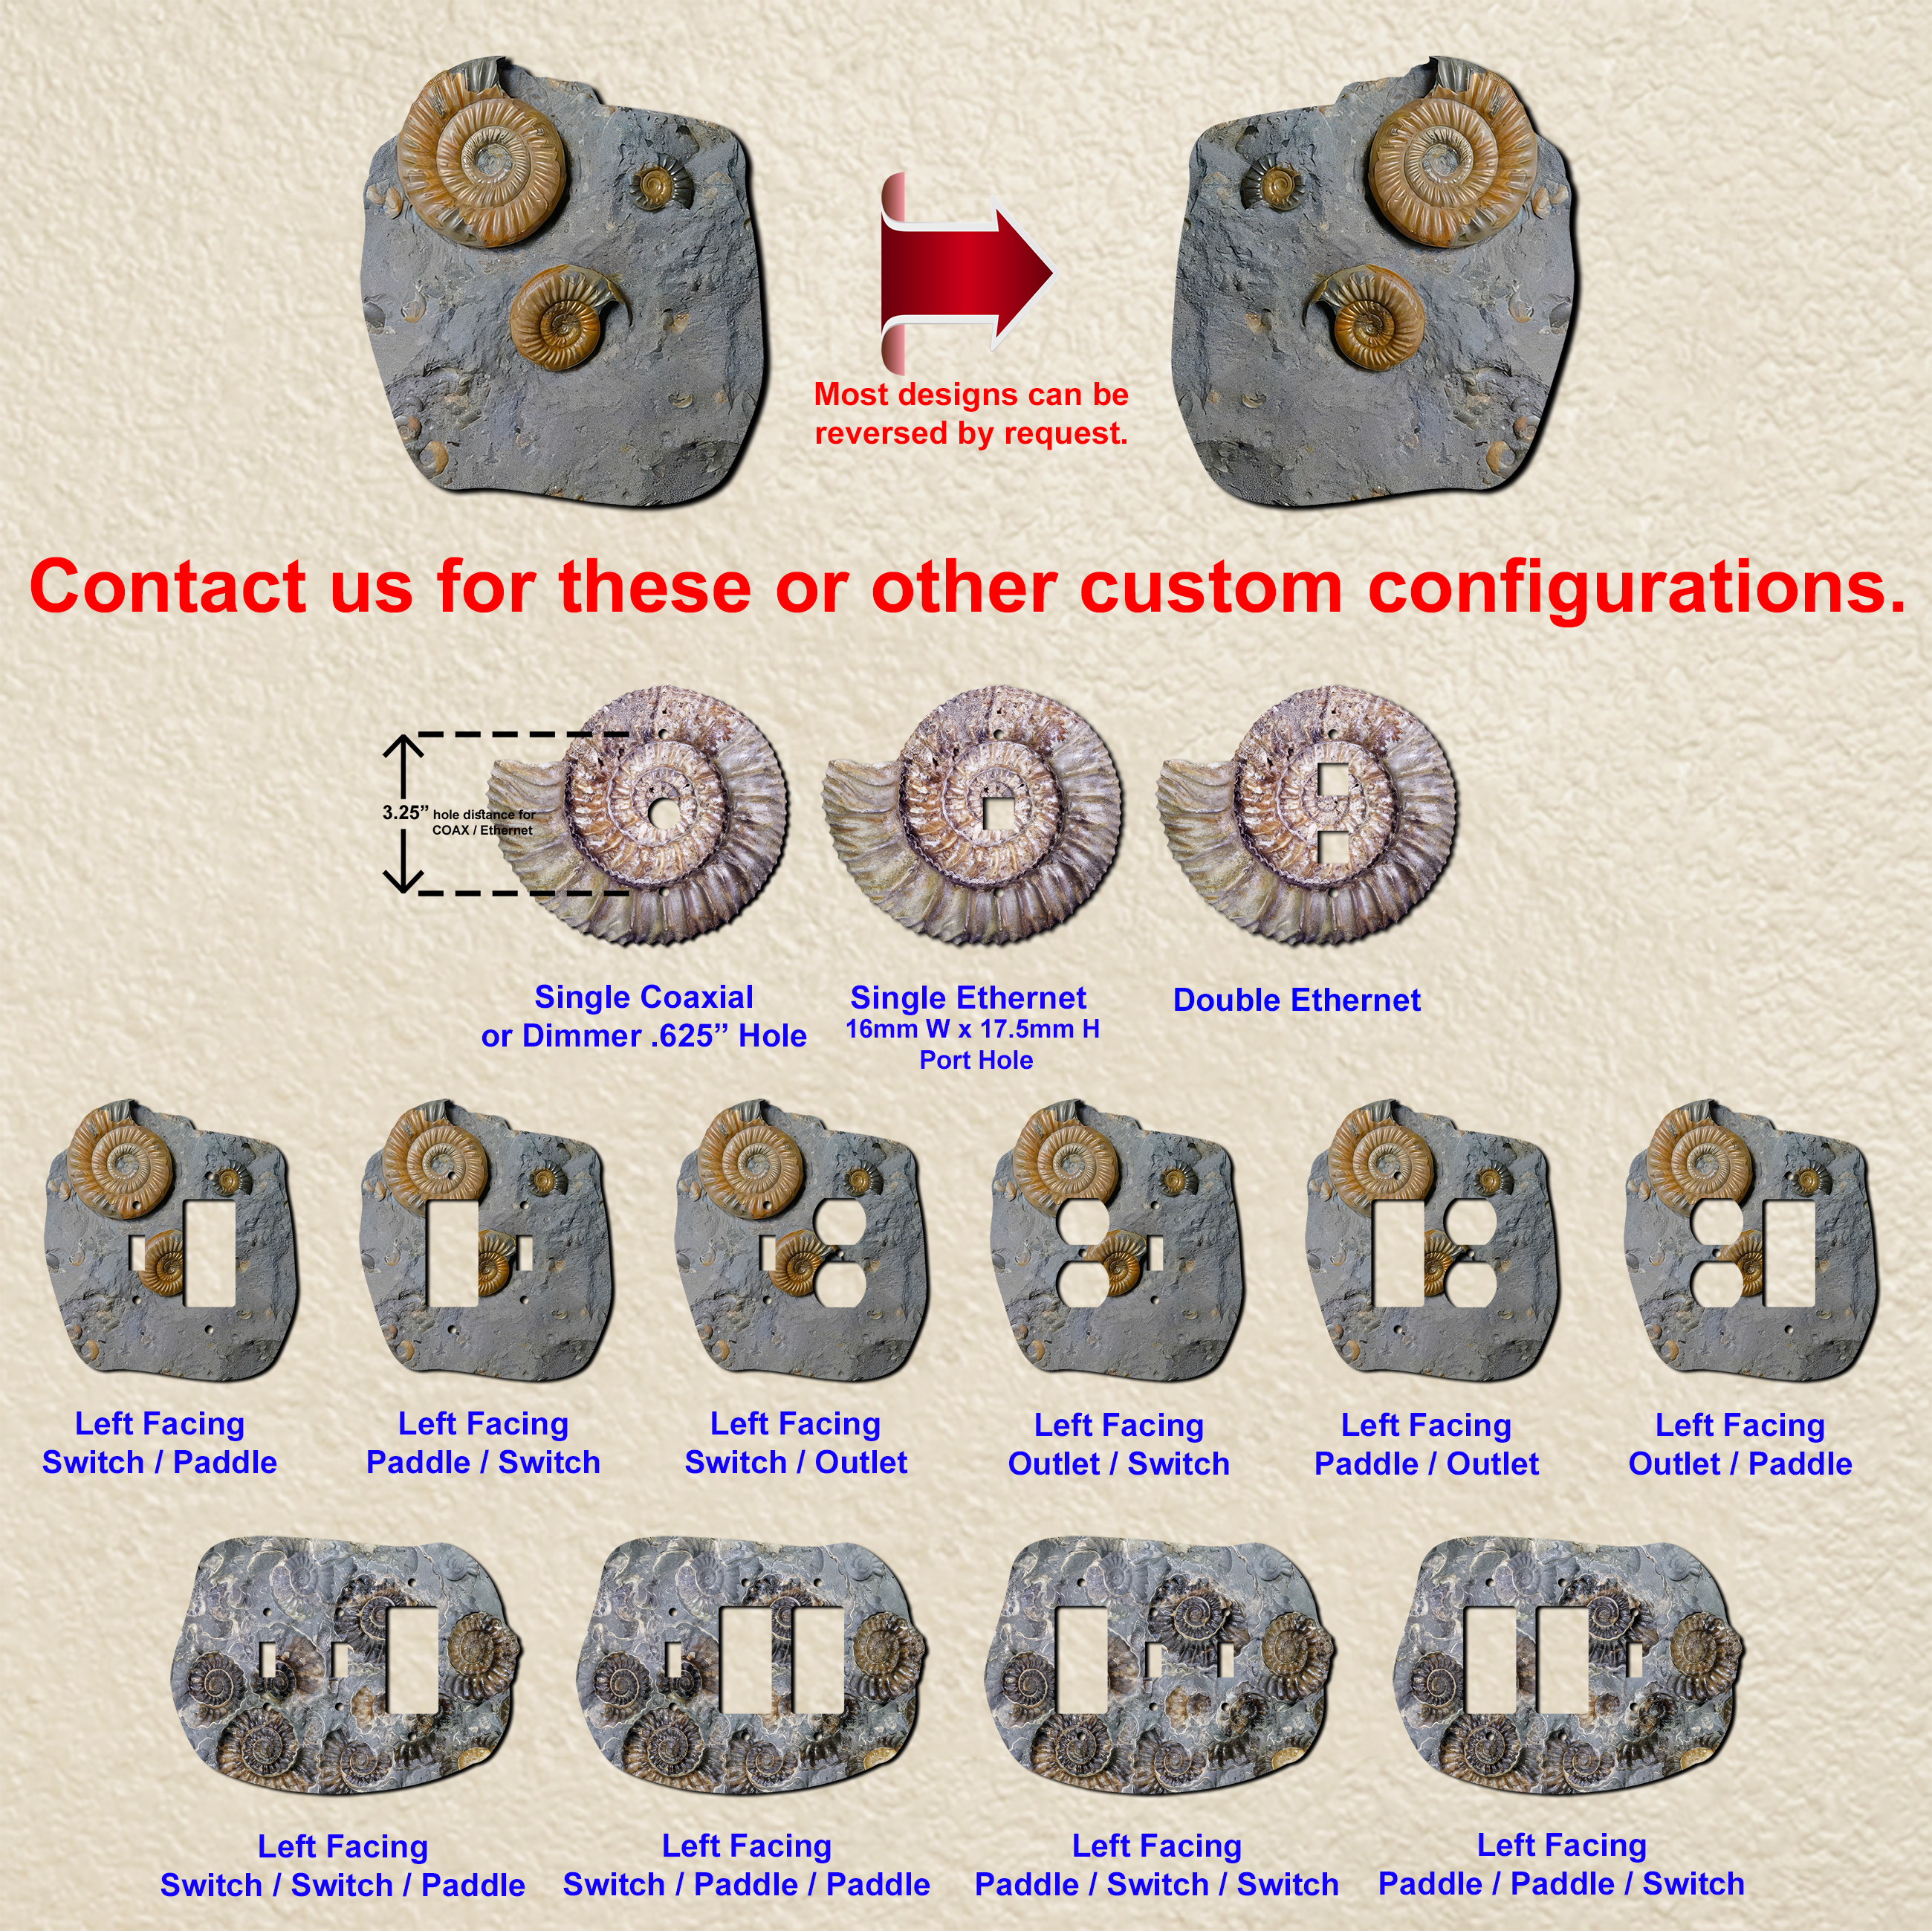 Most designs can be
reversed by request.
Contact us for these or other custom configurations.
3.25” hole distance for
COAX / Ethernet
Single Coaxial
or Dimmer .625” Hole
Single Ethernet
16mm W x 17.5mm H
Port Hole
Double Ethernet
Left Facing
Switch / Paddle
Left Facing
Paddle / Switch
Left Facing
Switch / Outlet
Left Facing
Outlet / Switch
Left Facing
Paddle / Outlet
Left Facing
Outlet / Paddle
Left Facing
Switch / Switch / Paddle
Left Facing
Switch / Paddle / Paddle
Left Facing
Paddle / Switch / Switch
Left Facing
Paddle / Paddle / Switch